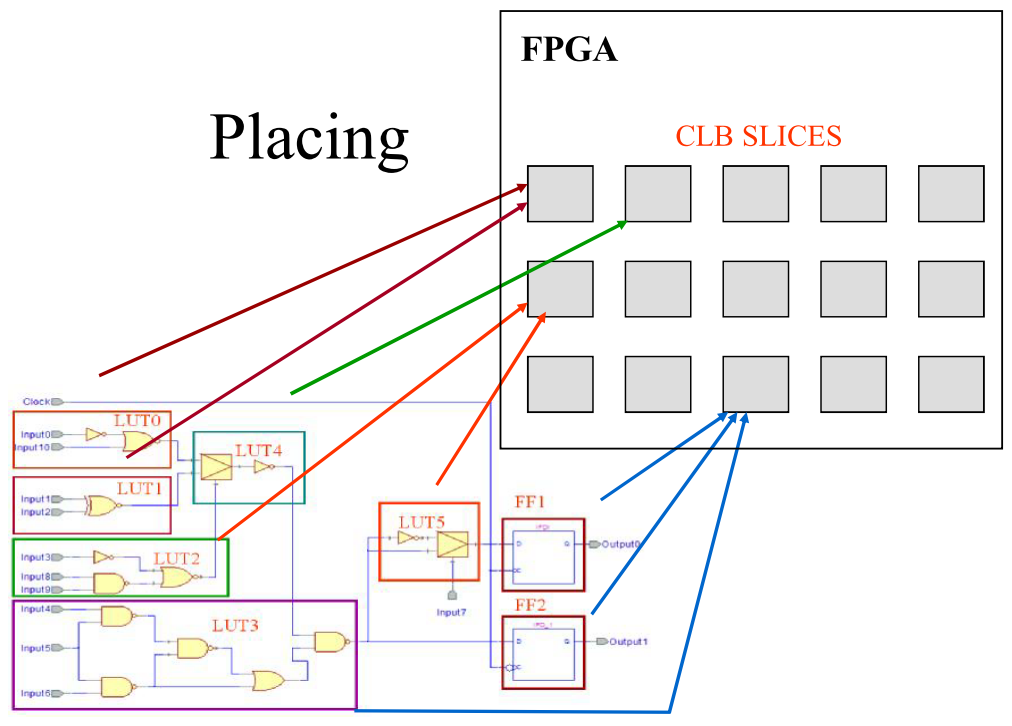 FPGA
Placing
CLB SLICES
Clock
LUT0
Input0
Input10
LUT4
LUT1
Input1
Input2
LUT5
FF1
D
Q
Output0
C
LUT2
Input3
Input8
Input9
Input7
FF2
D
Q
Output1
C
Input4
LUT3
Input5
Input6